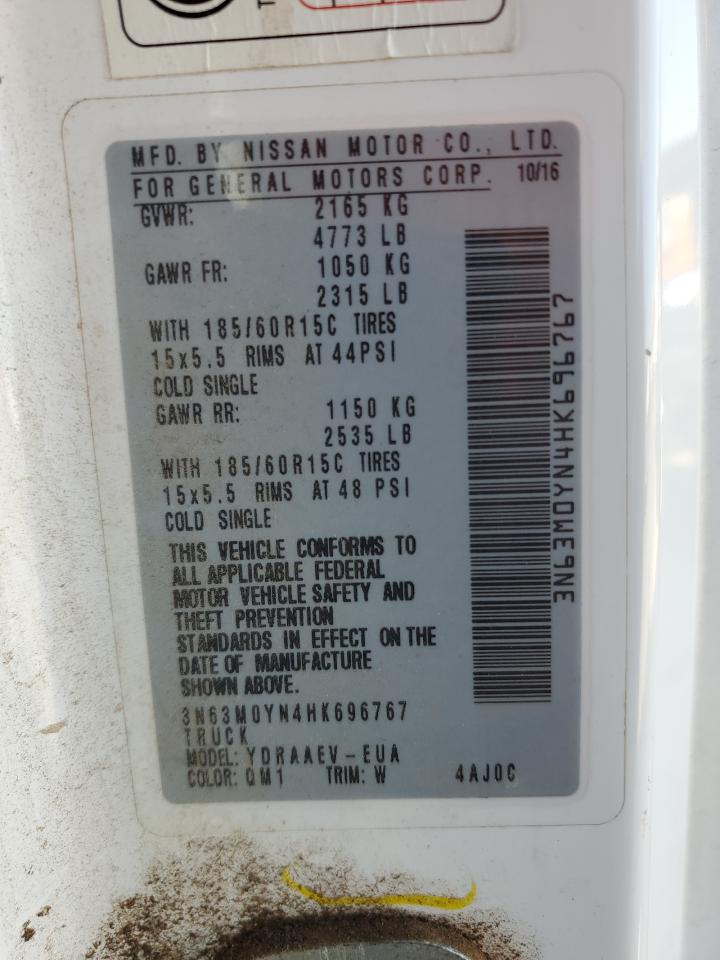 MFD. BY NISSAN MOTOR CO., LTD.
FOR GENERAL MOTORS CORP. 10/16
GVWR: 2165 KG
4773 LB
GAWR FR: 1050 KG
2315 LB
WITH 185/60R15C TIRES
15x5.5 RIMS AT 44PSI
COLD SINGLE
GAWR RR: 1150 KG
2535 LB
WITH 185/60R15C TIRES
15x5.5 RIMS AT 48 PSI
COLD SINGLE
THIS VEHICLE CONFORMS TO
ALL APPLICABLE FEDERAL
MOTOR VEHICLE SAFETY AND
THEFT PREVENTION
STANDARDS IN EFFECT ON THE
DATE OF MANUFACTURE
SHOWN ABOVE.
3N63M0YN4HK696767
TRUCK
MODEL: YDRAAEV-EUA
COLOR: QM1 TRIM: W 4AJ0C
3N63M0YN4HK696767